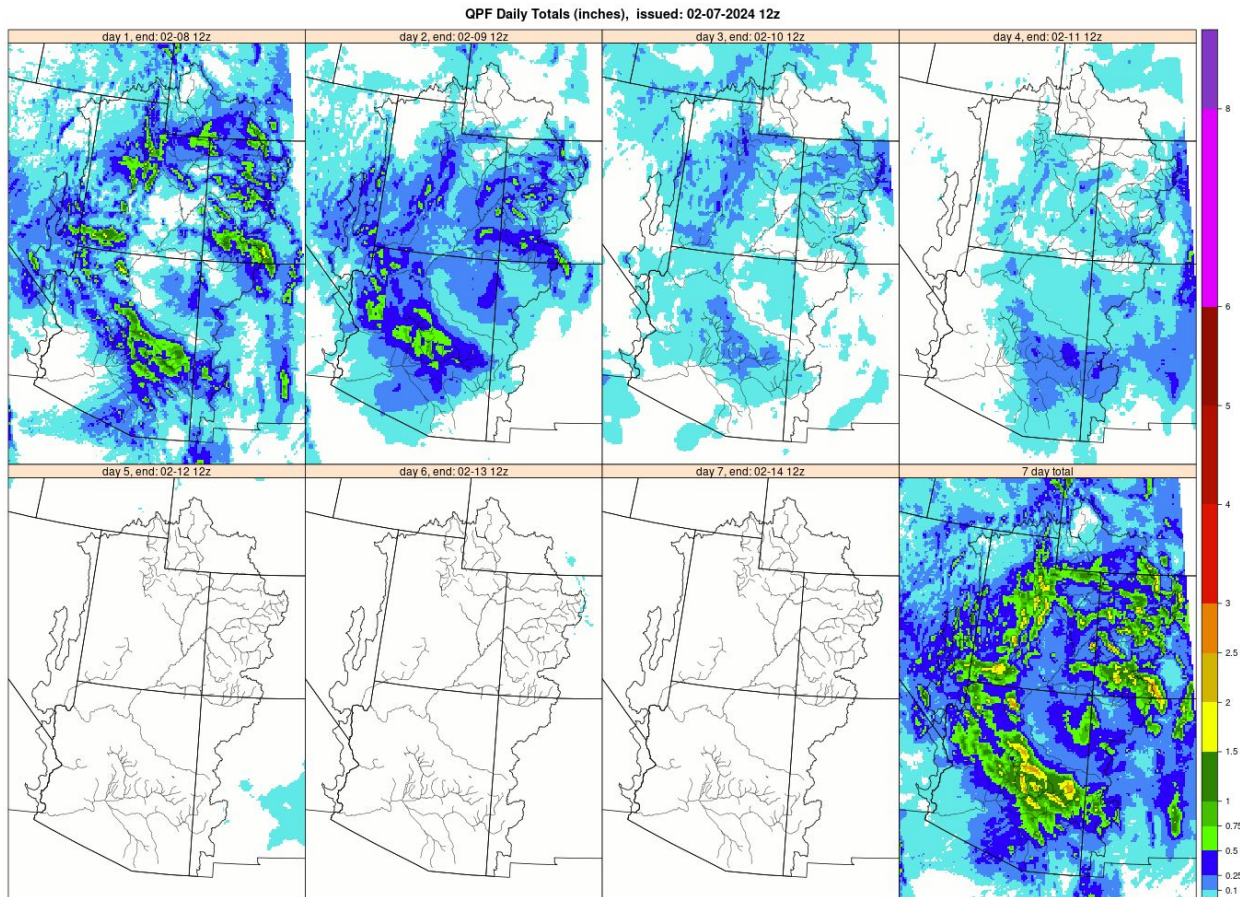 QPF Daily Totals (inches), issued: 02-07-2024 12z
day 1, end: 02-08 12z
day 2, end: 02-09 12z
day 3, end: 02-10 12z
day 4, end: 02-11 12z
day 5, end: 02-12 12z
day 6, end: 02-13 12z
day 7, end: 02-14 12z
7 day total
8
6
5
4
3
2.5
2
1.5
1
0.75
0.5
0.25
0.1